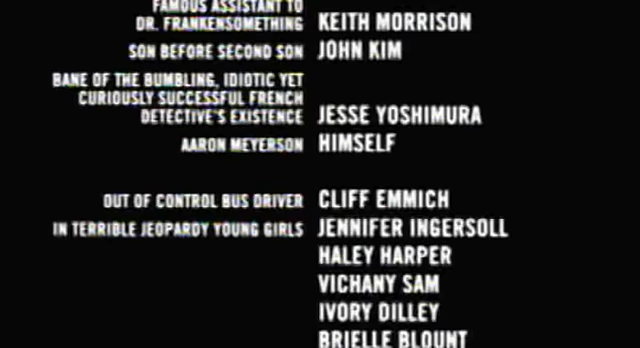 FAMOUS ASSISTANT TO
DR. FRANKENSOMETHING KEITH MORRISON
SON BEFORE SECOND SON JOHN KIM
BANE OF THE BUMBLING, IDIOTIC YET
CURIOUSLY SUCCESSFUL FRENCH
DETECTIVE'S EXISTENCE JESSE YOSHIMURA
AARON MEYERSON HIMSELF
OUT OF CONTROL BUS DRIVER CLIFF EMMICH
IN TERRIBLE JEOPARDY YOUNG GIRLS JENNIFER INGERSOLL
HALEY HARPER
VICHANY SAM
IVORY DILLEY
BRIELLE BLOUNT